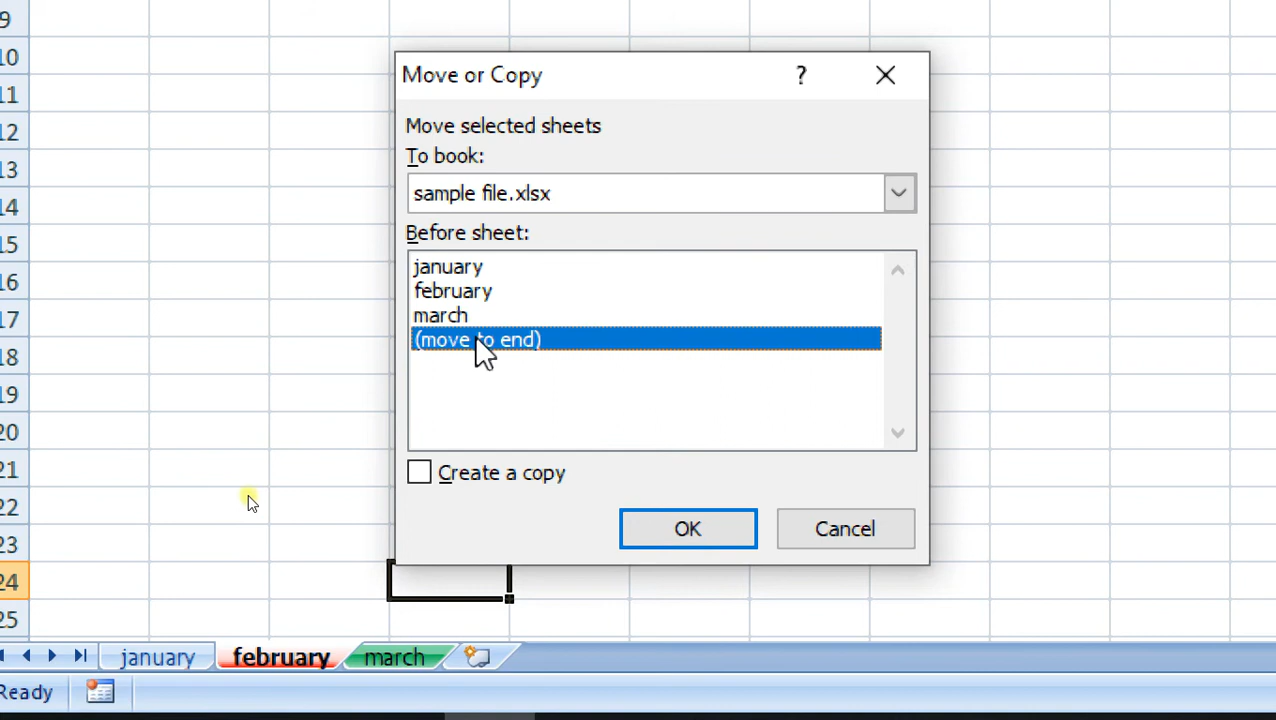 9
10
11
12
13
14
15
16
17
18
19
20
21
22
23
24
25
Move or Copy ?
Move selected sheets
To book:
sample file.xlsx
Before sheet:
january
february
march
(move to end)
Create a copy
OK Cancel
january february march
Ready